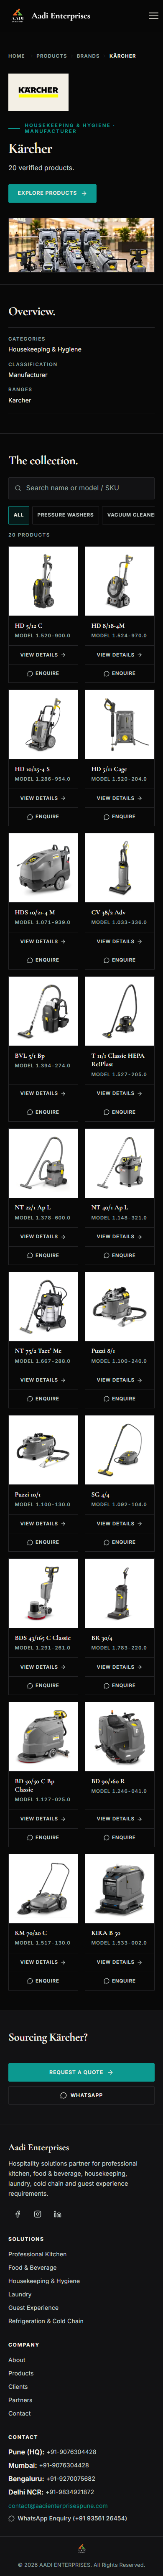 AADI
Aadi Enterprises
HOME PRODUCTS BRANDS KÄRCHER
KÄRCHER
HOUSEKEEPING & HYGIENE ·
MANUFACTURER
Kärcher
20 verified products.
EXPLORE PRODUCTS →
Overview.
CATEGORIES
Housekeeping & Hygiene
CLASSIFICATION
Manufacturer
RANGES
Karcher
The collection.
Search name or model / SKU
ALL PRESSURE WASHERS VACUUM CLEANE
20 PRODUCTS
HD 5/12 C
MODEL 1.520-900.0
VIEW DETAILS →
ENQUIRE
HD 8/18-4M
MODEL 1.524-970.0
VIEW DETAILS →
ENQUIRE
HD 10/25-4 S
MODEL 1.286-954.0
VIEW DETAILS →
ENQUIRE
HD 5/11 Cage
MODEL 1.520-204.0
VIEW DETAILS →
ENQUIRE
HDS 10/21-4 M
MODEL 1.071-939.0
VIEW DETAILS →
ENQUIRE
CV 38/2 Adv
MODEL 1.033-336.0
VIEW DETAILS →
ENQUIRE
BVL 5/1 Bp
MODEL 1.394-274.0
VIEW DETAILS →
ENQUIRE
T 11/1 Classic HEPA
Re!Plast
MODEL 1.527-205.0
VIEW DETAILS →
ENQUIRE
NT 22/1 Ap L
MODEL 1.378-600.0
VIEW DETAILS →
ENQUIRE
NT 40/1 Ap L
MODEL 1.148-321.0
VIEW DETAILS →
ENQUIRE
NT 75/2 Tact² Me
MODEL 1.667-288.0
VIEW DETAILS →
ENQUIRE
Puzzi 8/1
MODEL 1.100-240.0
VIEW DETAILS →
ENQUIRE
Puzzi 10/1
MODEL 1.100-130.0
VIEW DETAILS →
ENQUIRE
SG 4/4
MODEL 1.092-104.0
VIEW DETAILS →
ENQUIRE
BDS 43/165 C Classic
MODEL 1.291-261.0
VIEW DETAILS →
ENQUIRE
BR 30/4
MODEL 1.783-220.0
VIEW DETAILS →
ENQUIRE
BD 50/50 C Bp
Classic
MODEL 1.127-025.0
VIEW DETAILS →
ENQUIRE
BD 90/160 R
MODEL 1.246-041.0
VIEW DETAILS →
ENQUIRE
KM 70/20 C
MODEL 1.517-130.0
VIEW DETAILS →
ENQUIRE
KIRA B 50
MODEL 1.533-002.0
VIEW DETAILS →
ENQUIRE
Sourcing Kärcher?
REQUEST A QUOTE →
WHATSAPP
Aadi Enterprises
Hospitality solutions partner for professional
kitchen, food & beverage, housekeeping,
laundry, cold chain and guest experience
requirements.
SOLUTIONS
Professional Kitchen
Food & Beverage
Housekeeping & Hygiene
Laundry
Guest Experience
Refrigeration & Cold Chain
COMPANY
About
Products
Clients
Partners
Contact
CONTACT
Pune (HQ): +91-9076304428
Mumbai: +91-9076304428
Bengaluru: +91-9270075682
Delhi NCR: +91-9834821872
contact@aadienterprisespune.com
WhatsApp Enquiry (+91 93561 26454)
© 2026 AADI ENTERPRISES. All Rights Reserved.